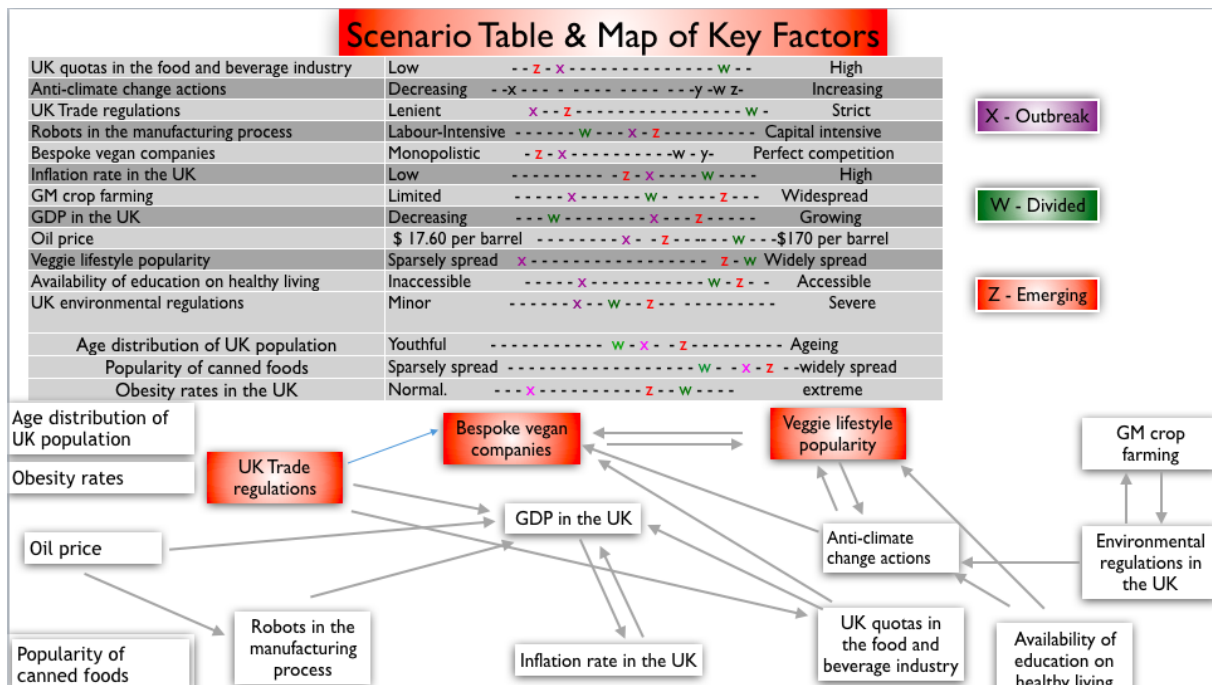 Scenario Table & Map of Key Factors
UK quotas in the food and beverage industry Low - - z - x - - - - - - - - - - - - - w - - High
Anti-climate change actions Decreasing - -x- - - - - - - - - - - - -y -w z- Increasing
UK Trade regulations Lenient x - - z - - - - - - - - - - - - - - w - Strict
Robots in the manufacturing process Labour-Intensive - - - - - - w - - - x - z - - - - - - - - - Capital intensive
Bespoke vegan companies Monopolistic - z - x - - - - - - - - - -w - y- Perfect competition
Inflation rate in the UK Low - - - - - - - - - - z - x - - - - w - - - - High
GM crop farming Limited - - - - - x - - - - - - w - - - - - z - - - Widespread
GDP in the UK Decreasing - - - w - - - - - - - - x - - - z - - - - - Growing
Oil price $ 17.60 per barrel - - - - - - - - x - - z - - --- - - w - - -$170 per barrel
Veggie lifestyle popularity Sparsely spread x - - - - - - - - - - - - - - - - - z - w Widely spread
Availability of education on healthy living Inaccessible - - - - - x - - - - - - - - - - - w - z - - Accessible
UK environmental regulations Minor - - - - - - x - - w - - z - - - - - - - - - - - Severe
Age distribution of UK population Youthful - - - - - - - - - - w - x - - z - - - - - - - - - Ageing
Popularity of canned foods Sparsely spread - - - - - - - - - - - - - - - - - w - - - x - z - -widely spread
Obesity rates in the UK Normal. - - - x - - - - - - - - - - z - - w - - - - extreme
X - Outbreak
W - Divided
Z - Emerging
Age distribution of
UK population
Obesity rates
Oil price
Popularity of
canned foods
UK Trade
regulations
Robots in the
manufacturing
process
Bespoke vegan
companies
GDP in the UK
Inflation rate in the UK
Veggie lifestyle
popularity
Anti-climate
change actions
UK quotas in
the food and
beverage industry
GM crop
farming
Environmental
regulations in
the UK
Availability of
education on
healthy living